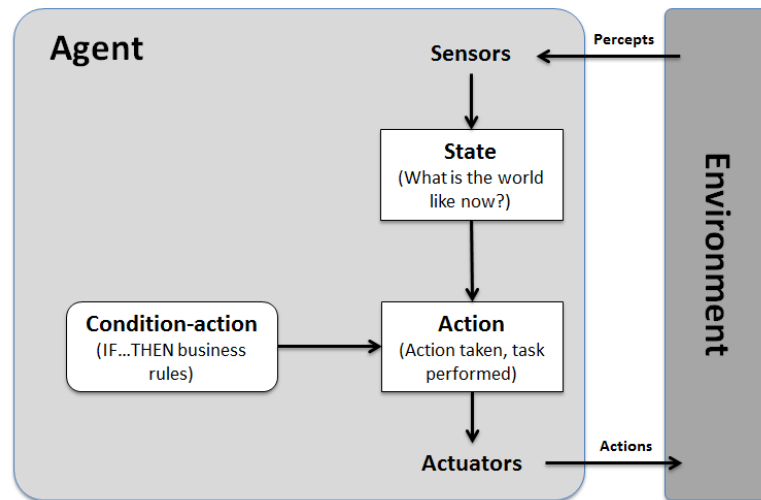 Agent
Sensors
Percepts
State
(What is the world
like now?)
Environment
Condition-action
(IF...THEN business
rules)
Action
(Action taken, task
performed)
Actuators
Actions